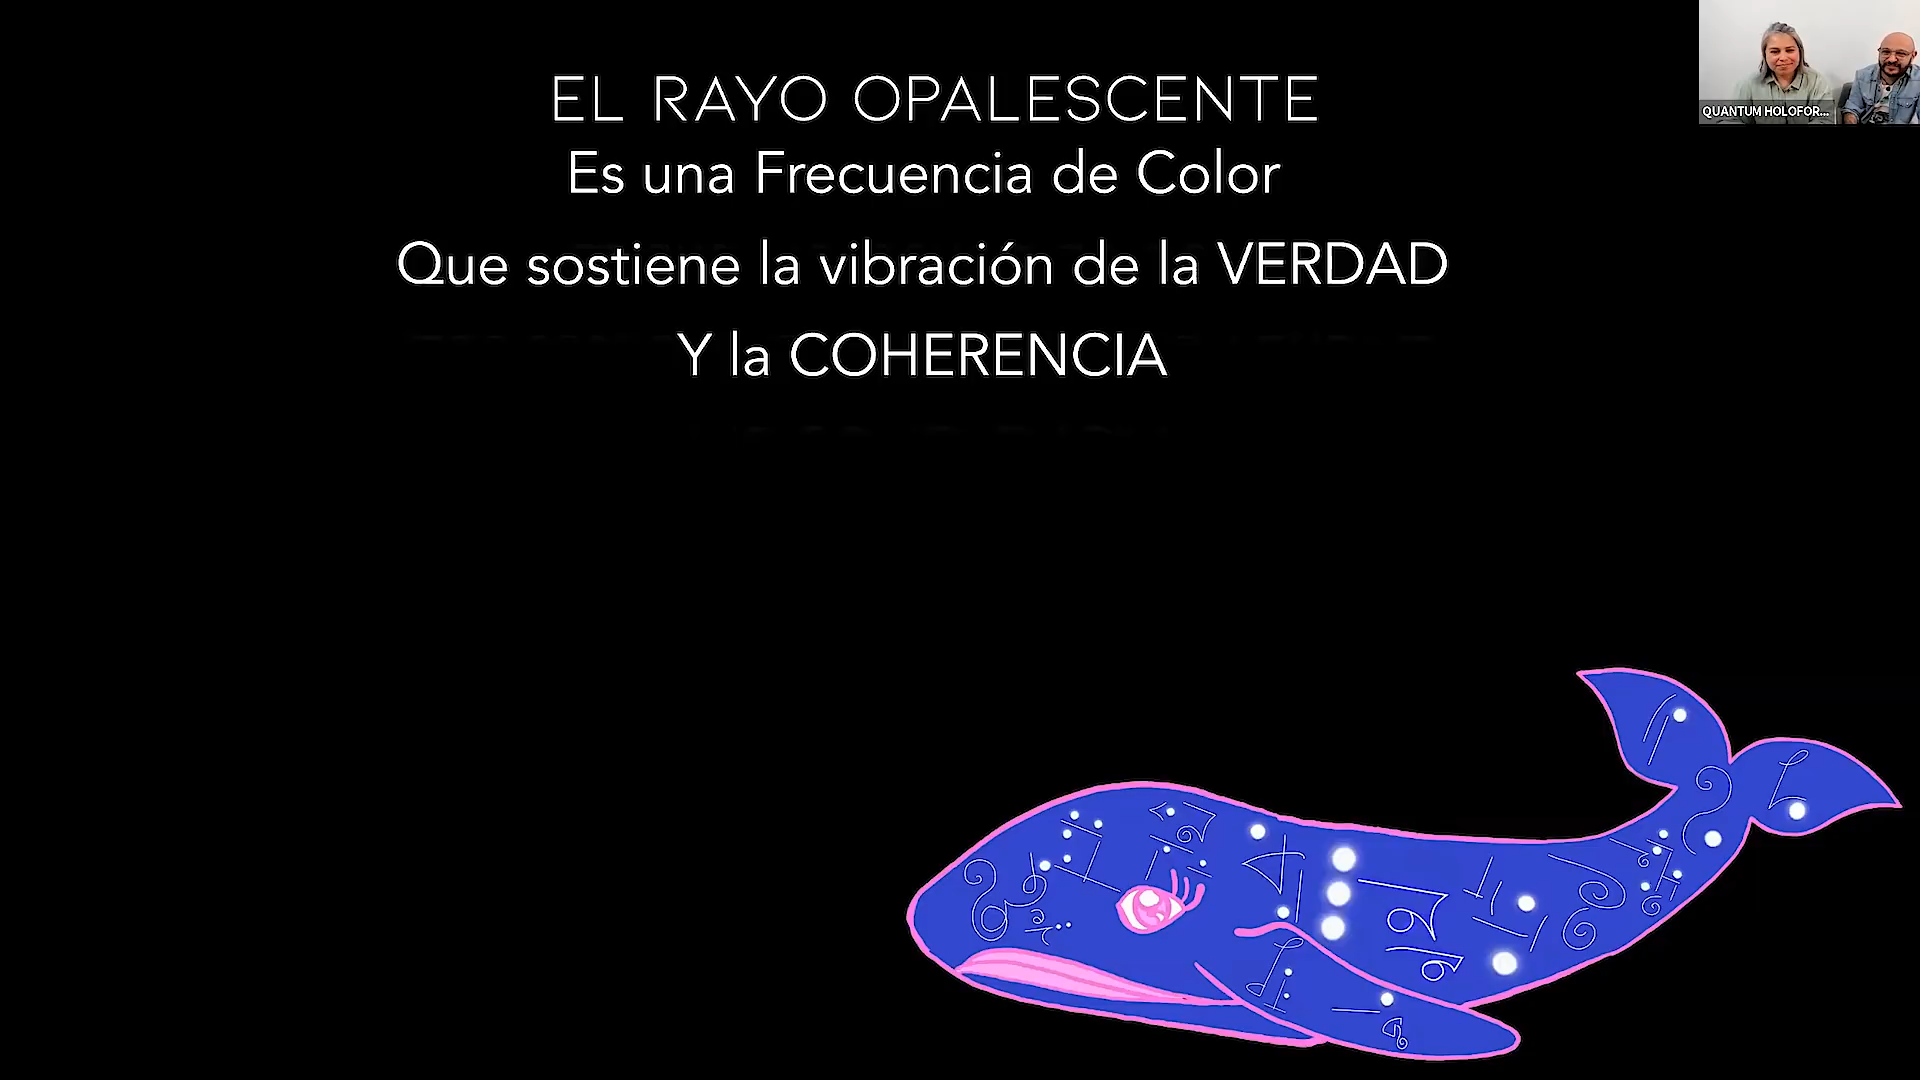 EL RAYO OPALESCENTE
Es una Frecuencia de Color
Que sostiene la vibración de la VERDAD
Y la COHERENCIA
QUANTUM HOLOFOR...